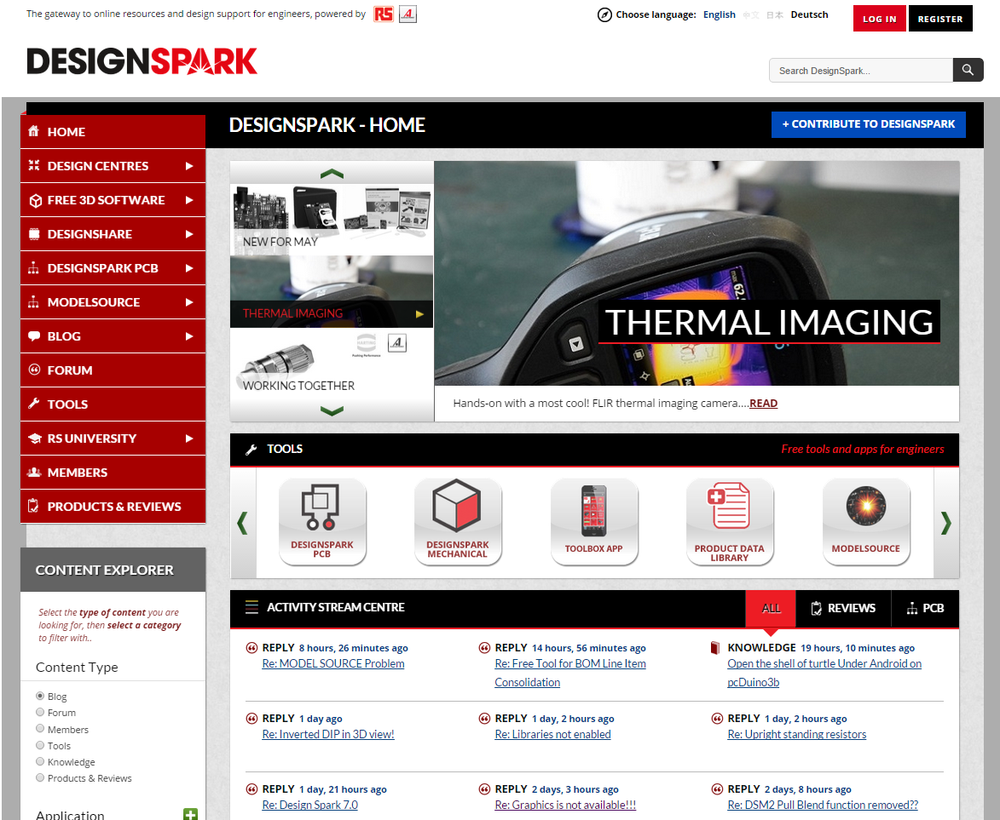 The gateway to online resources and design support for engineers, powered by RS A
Choose language: English 中文 日本 Deutsch
LOG IN
REGISTER
DESIGNSPARK
Search DesignSpark...
HOME
DESIGN CENTRES
FREE 3D SOFTWARE
DESIGNSHARE
DESIGNSPARK PCB
MODELSOURCE
BLOG
FORUM
TOOLS
RS UNIVERSITY
MEMBERS
PRODUCTS & REVIEWS
DESIGNSPARK - HOME
+ CONTRIBUTE TO DESIGNSPARK
NEW FOR MAY
THERMAL IMAGING
HARTING
Pushing Performance
A
WORKING TOGETHER
THERMAL IMAGING
Hands-on with a most cool! FLIR thermal imaging camera....READ
TOOLS
Free tools and apps for engineers
DESIGNSPARK
PCB
DESIGNSPARK
MECHANICAL
TOOLBOX APP
PRODUCT DATA
LIBRARY
MODELSOURCE
CONTENT EXPLORER
Select the type of content you are
looking for, then select a category
to filter with..
Content Type
Blog
Forum
Members
Tools
Knowledge
Products & Reviews
Application
ACTIVITY STREAM CENTRE
ALL
REVIEWS
PCB
REPLY 8 hours, 26 minutes ago
Re: MODEL SOURCE Problem
REPLY 14 hours, 56 minutes ago
Re: Free Tool for BOM Line Item
Consolidation
KNOWLEDGE 19 hours, 10 minutes ago
Open the shell of turtle Under Android on
pcDuino3b
REPLY 1 day ago
Re: Inverted DIP in 3D view!
REPLY 1 day, 2 hours ago
Re: Libraries not enabled
REPLY 1 day, 2 hours ago
Re: Upright standing resistors
REPLY 1 day, 21 hours ago
Re: Design Spark 7.0
REPLY 2 days, 3 hours ago
Re: Graphics is not available!!!
REPLY 2 days, 8 hours ago
Re: DSM2 Pull Blend function removed??